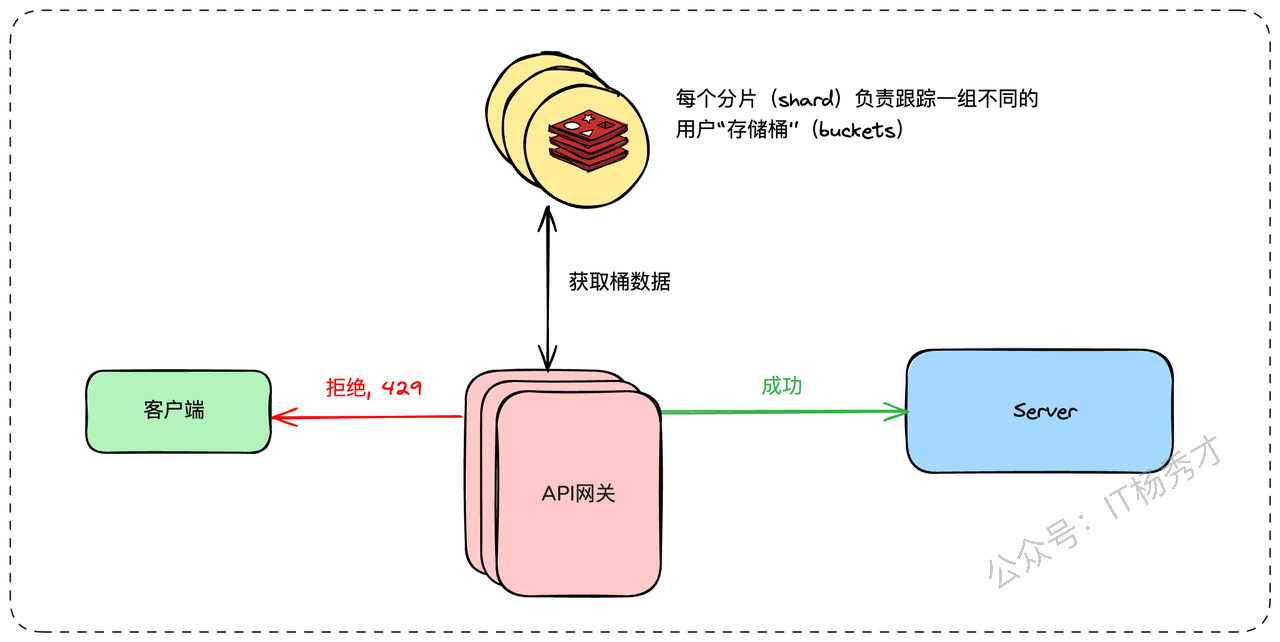 每个分片（shard）负责跟踪一组不同的
用户“存储桶”（buckets）
获取桶数据
拒绝, 429
成功
客户端
Server
API网关
公众号：IT杨秀才